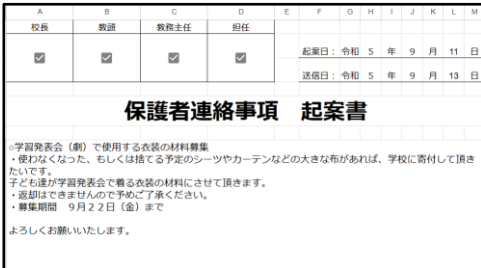 A B C D E F G H I J K L M
校長 教頭 教務主任 担任
起案日： 令和 5 年 9 月 11 日
送信日： 令和 5 年 9 月 13 日
保護者連絡事項　起案書
○学習発表会（劇）で使用する衣装の材料募集
・使わなくなった、もしくは捨てる予定のシーツやカーテンなどの大きな布があれば、学校に寄付して頂き
たいです。
子ども達が学習発表会で着る衣装の材料にさせて頂きます。
・返却はできませんので予めご了承ください。
・募集期間　９月２２日（金）まで
よろしくお願いいたします。